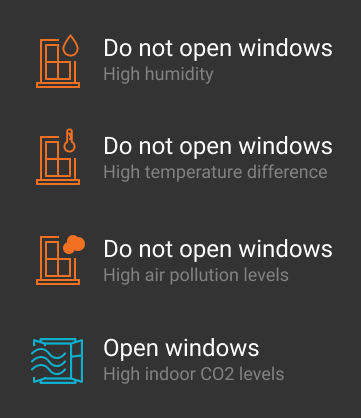 Do not open windows
High humidity
Do not open windows
High temperature difference
Do not open windows
High air pollution levels
Open windows
High indoor CO2 levels